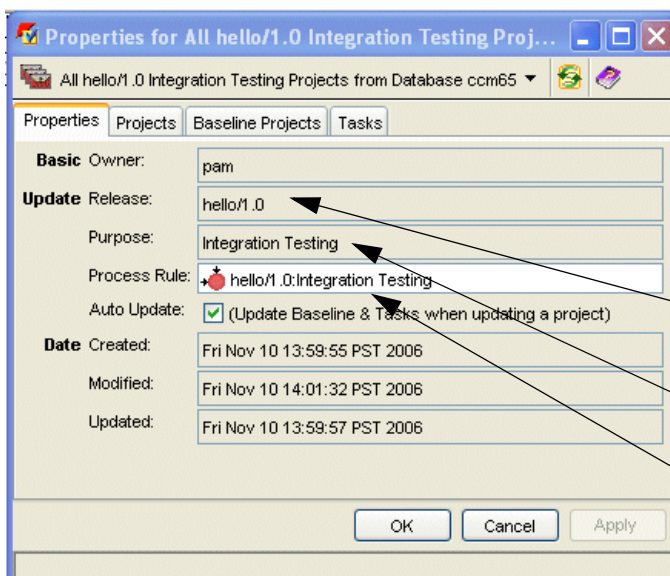 Properties for All hello/1.0 Integration Testing Proj...
All hello/1.0 Integration Testing Projects from Database ccm65
Properties Projects Baseline Projects Tasks
Basic Owner: pam
Update Release: hello/1.0
Purpose: Integration Testing
Process Rule: hello/1.0:Integration Testing
Auto Update: (Update Baseline & Tasks when updating a project)
Date Created: Fri Nov 10 13:59:55 PST 2006
Modified: Fri Nov 10 14:01:32 PST 2006
Updated: Fri Nov 10 13:59:57 PST 2006
OK Cancel Apply